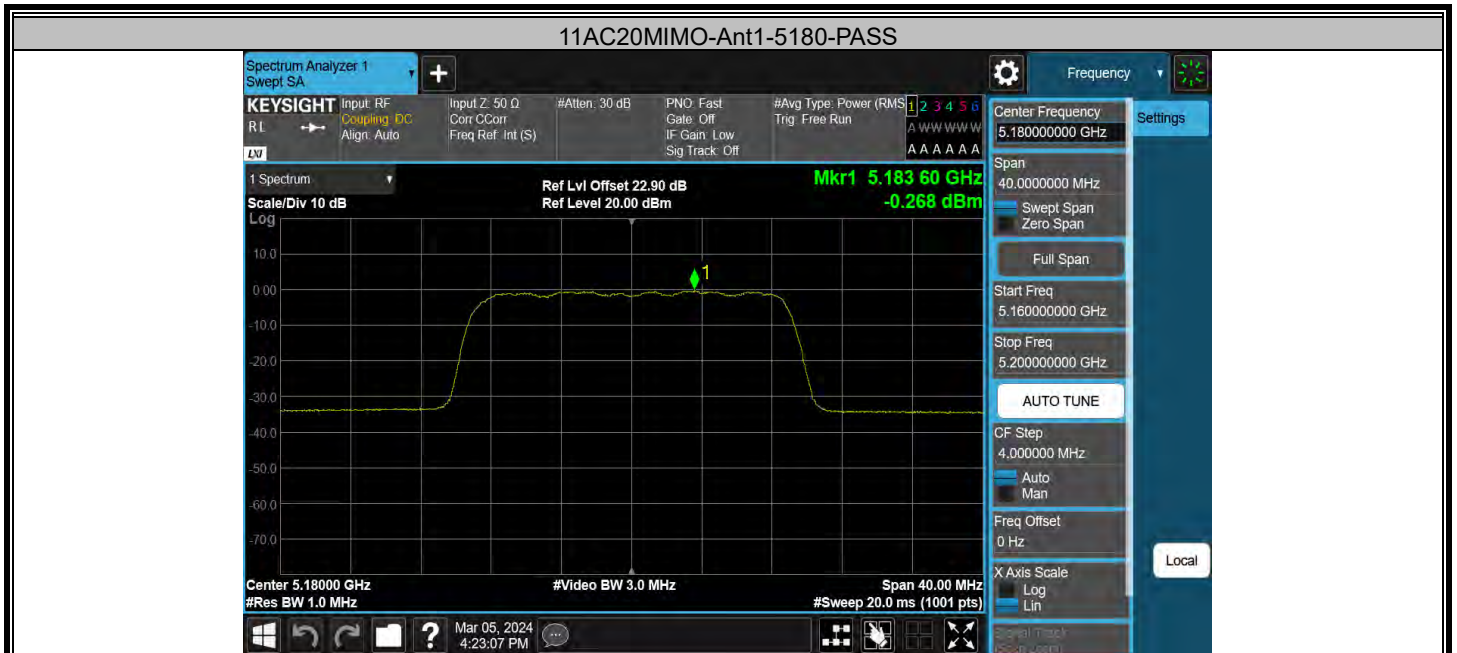 11AC20MIMO-Ant1-5180-PASS
Spectrum Analyzer 1
Swept SA
+
Frequency
KEYSIGHT
RL
LXI
Input: RF
Coupling: DC
Align: Auto
Input Z: 50 Ω
Corr CCorr
Freq Ref: Int (S)
#Atten: 30 dB
PNO: Fast
Gate: Off
IF Gain: Low
Sig Track: Off
#Avg Type: Power (RMS
Trig: Free Run
1 2 3 4 5 6
A W W W W W
A A A A A A
Center Frequency
5.180000000 GHz
Settings
1 Spectrum
Scale/Div 10 dB
Ref Lvl Offset 22.90 dB
Ref Level 20.00 dBm
Mkr1 5.183 60 GHz
-0.268 dBm
Log
10.0
0.00
-10.0
-20.0
-30.0
-40.0
-50.0
-60.0
-70.0
1
Center 5.18000 GHz
#Res BW 1.0 MHz
#Video BW 3.0 MHz
Span 40.00 MHz
#Sweep 20.0 ms (1001 pts)
Span
40.0000000 MHz
Swept Span
Zero Span
Full Span
Start Freq
5.160000000 GHz
Stop Freq
5.200000000 GHz
AUTO TUNE
CF Step
4.000000 MHz
Auto
Man
Freq Offset
0 Hz
X Axis Scale
Log
Lin
Signal Track
Local
?
Mar 05, 2024
4:23:07 PM